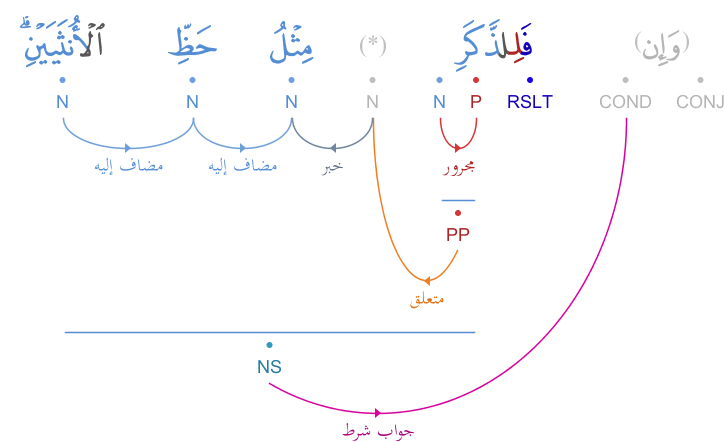 (وَإِن) فَلِلذَّكَرِ (*) مِثْلُ حَظِّ ٱلْأُنثَيَيْنِ ۗ
CONJ COND RSLT P N N N N N
مجرور خبر مضاف إليه مضاف إليه
PP
متعلق
NS
جواب شرط